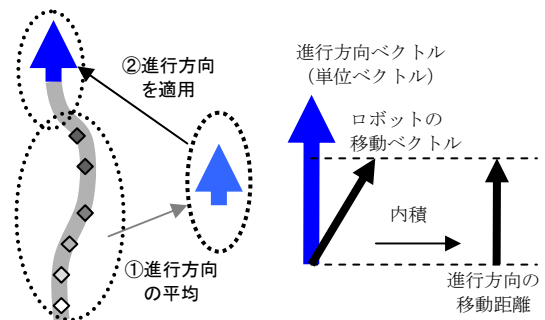 ②進行方向
を適用
①進行方向
の平均
進行方向ベクトル
（単位ベクトル）
ロボットの
移動ベクトル
内積
進行方向の
移動距離